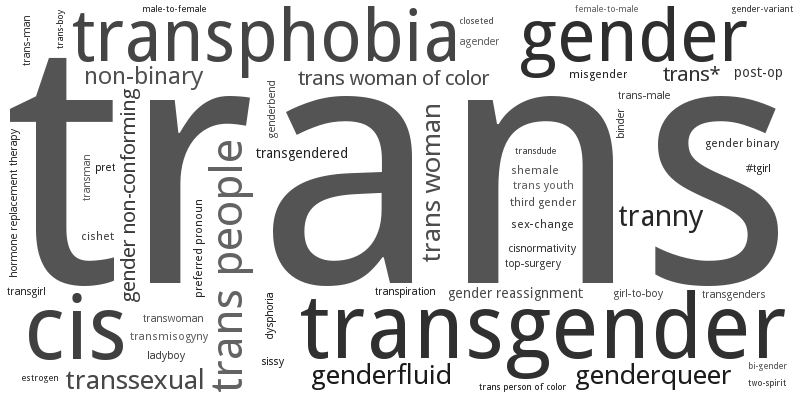 male-to-female
female-to-male
gender-variant
trans-man
trans-boy
transphobia
closeted
agender
gender
non-binary
trans woman of color
misgender
trans*
post-op
trans
genderbend
trans-male
binder
gender binary
hormone replacement therapy
transman
pret
gender non-conforming
trans people
transgendered
trans woman
transdude
shemale
trans youth
third gender
#tgirl
cishet
preferred pronoun
sex-change
tranny
cisnormativity
top-surgery
transgirl
transpiration
gender reassignment
girl-to-boy
transgenders
cis
transwoman
transmisogyny
ladyboy
dysphoria
sissy
transgender
estrogen
transsexual
genderfluid
trans person of color
genderqueer
bi-gender
two-spirit